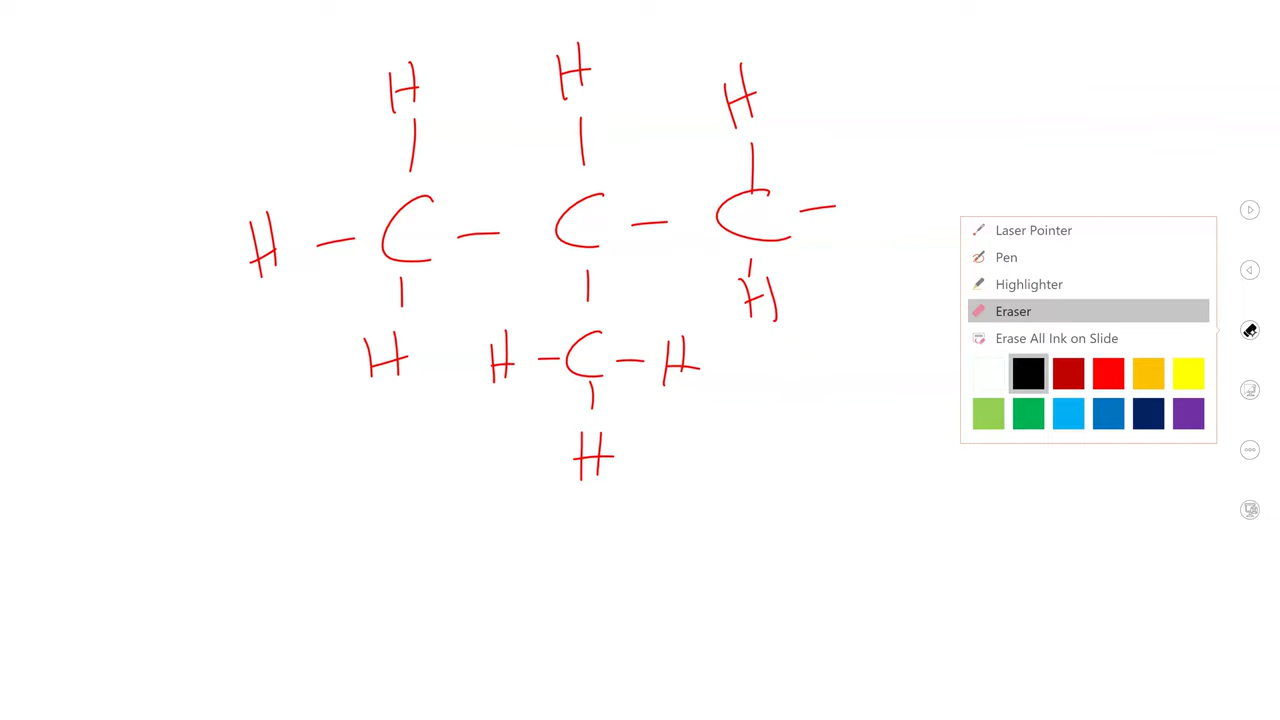 H H H
H - C - C - C -
H
H H - C - H
H
Laser Pointer
Pen
Highlighter
Eraser
Erase All Ink on Slide